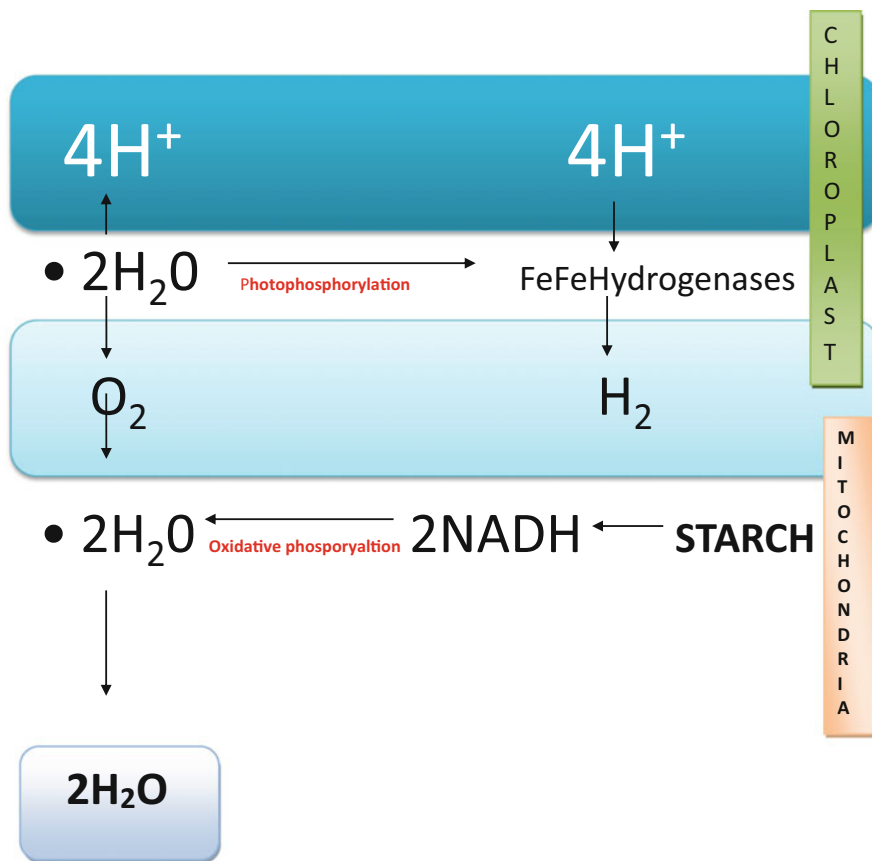 CHLOROPLAST
4H⁺ 4H⁺
• 2H₂0 Photophosphorylation FeFeHydrogenases
O₂ H₂
MITOCHONDRIA
• 2H₂0 Oxidative phosporyaltion 2NADH STARCH
2H₂O